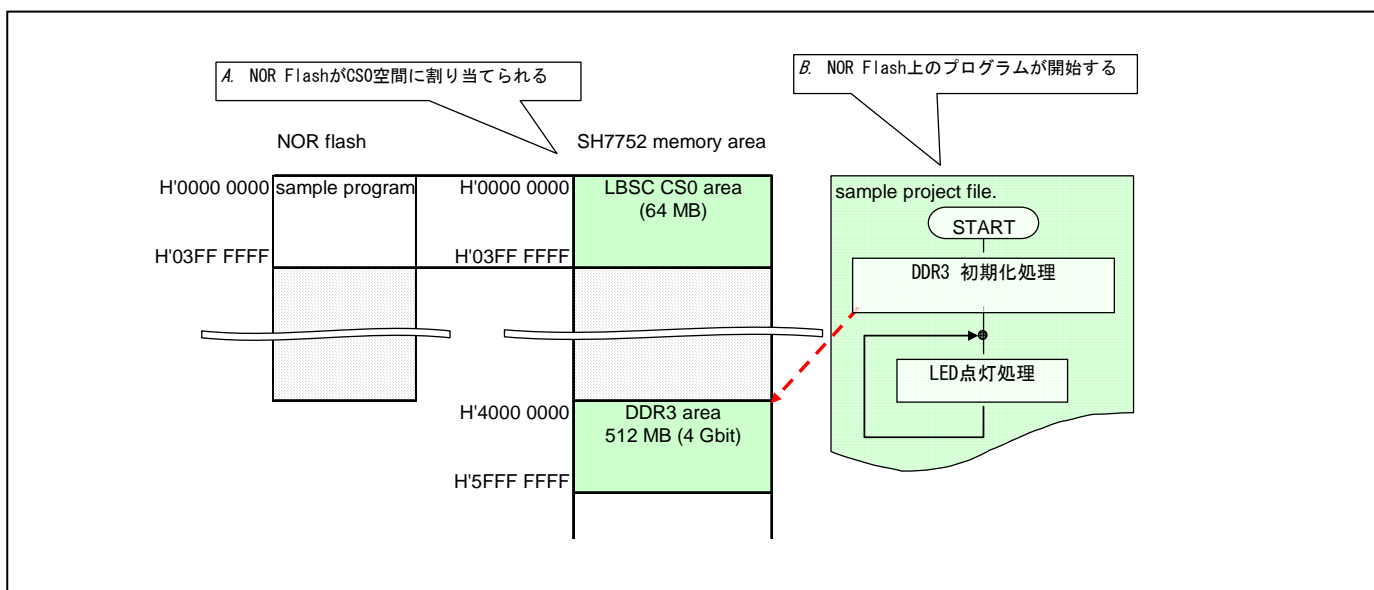 A. NOR FlashがCS0空間に割り当てられる
B. NOR Flash上のプログラムが開始する
NOR flash
SH7752 memory area
H'0000 0000
sample program
H'03FF FFFF
H'0000 0000
LBSC CS0 area
(64 MB)
H'03FF FFFF
H'4000 0000
DDR3 area
512 MB (4 Gbit)
H'5FFF FFFF
sample project file.
START
DDR3 初期化処理
LED点灯処理